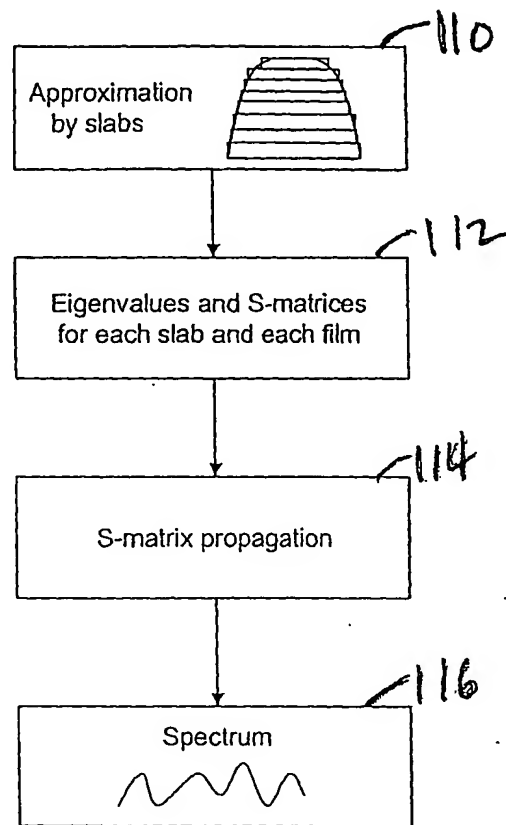 110
Approximation
by slabs
112
Eigenvalues and S-matrices
for each slab and each film
114
S-matrix propagation
116
Spectrum